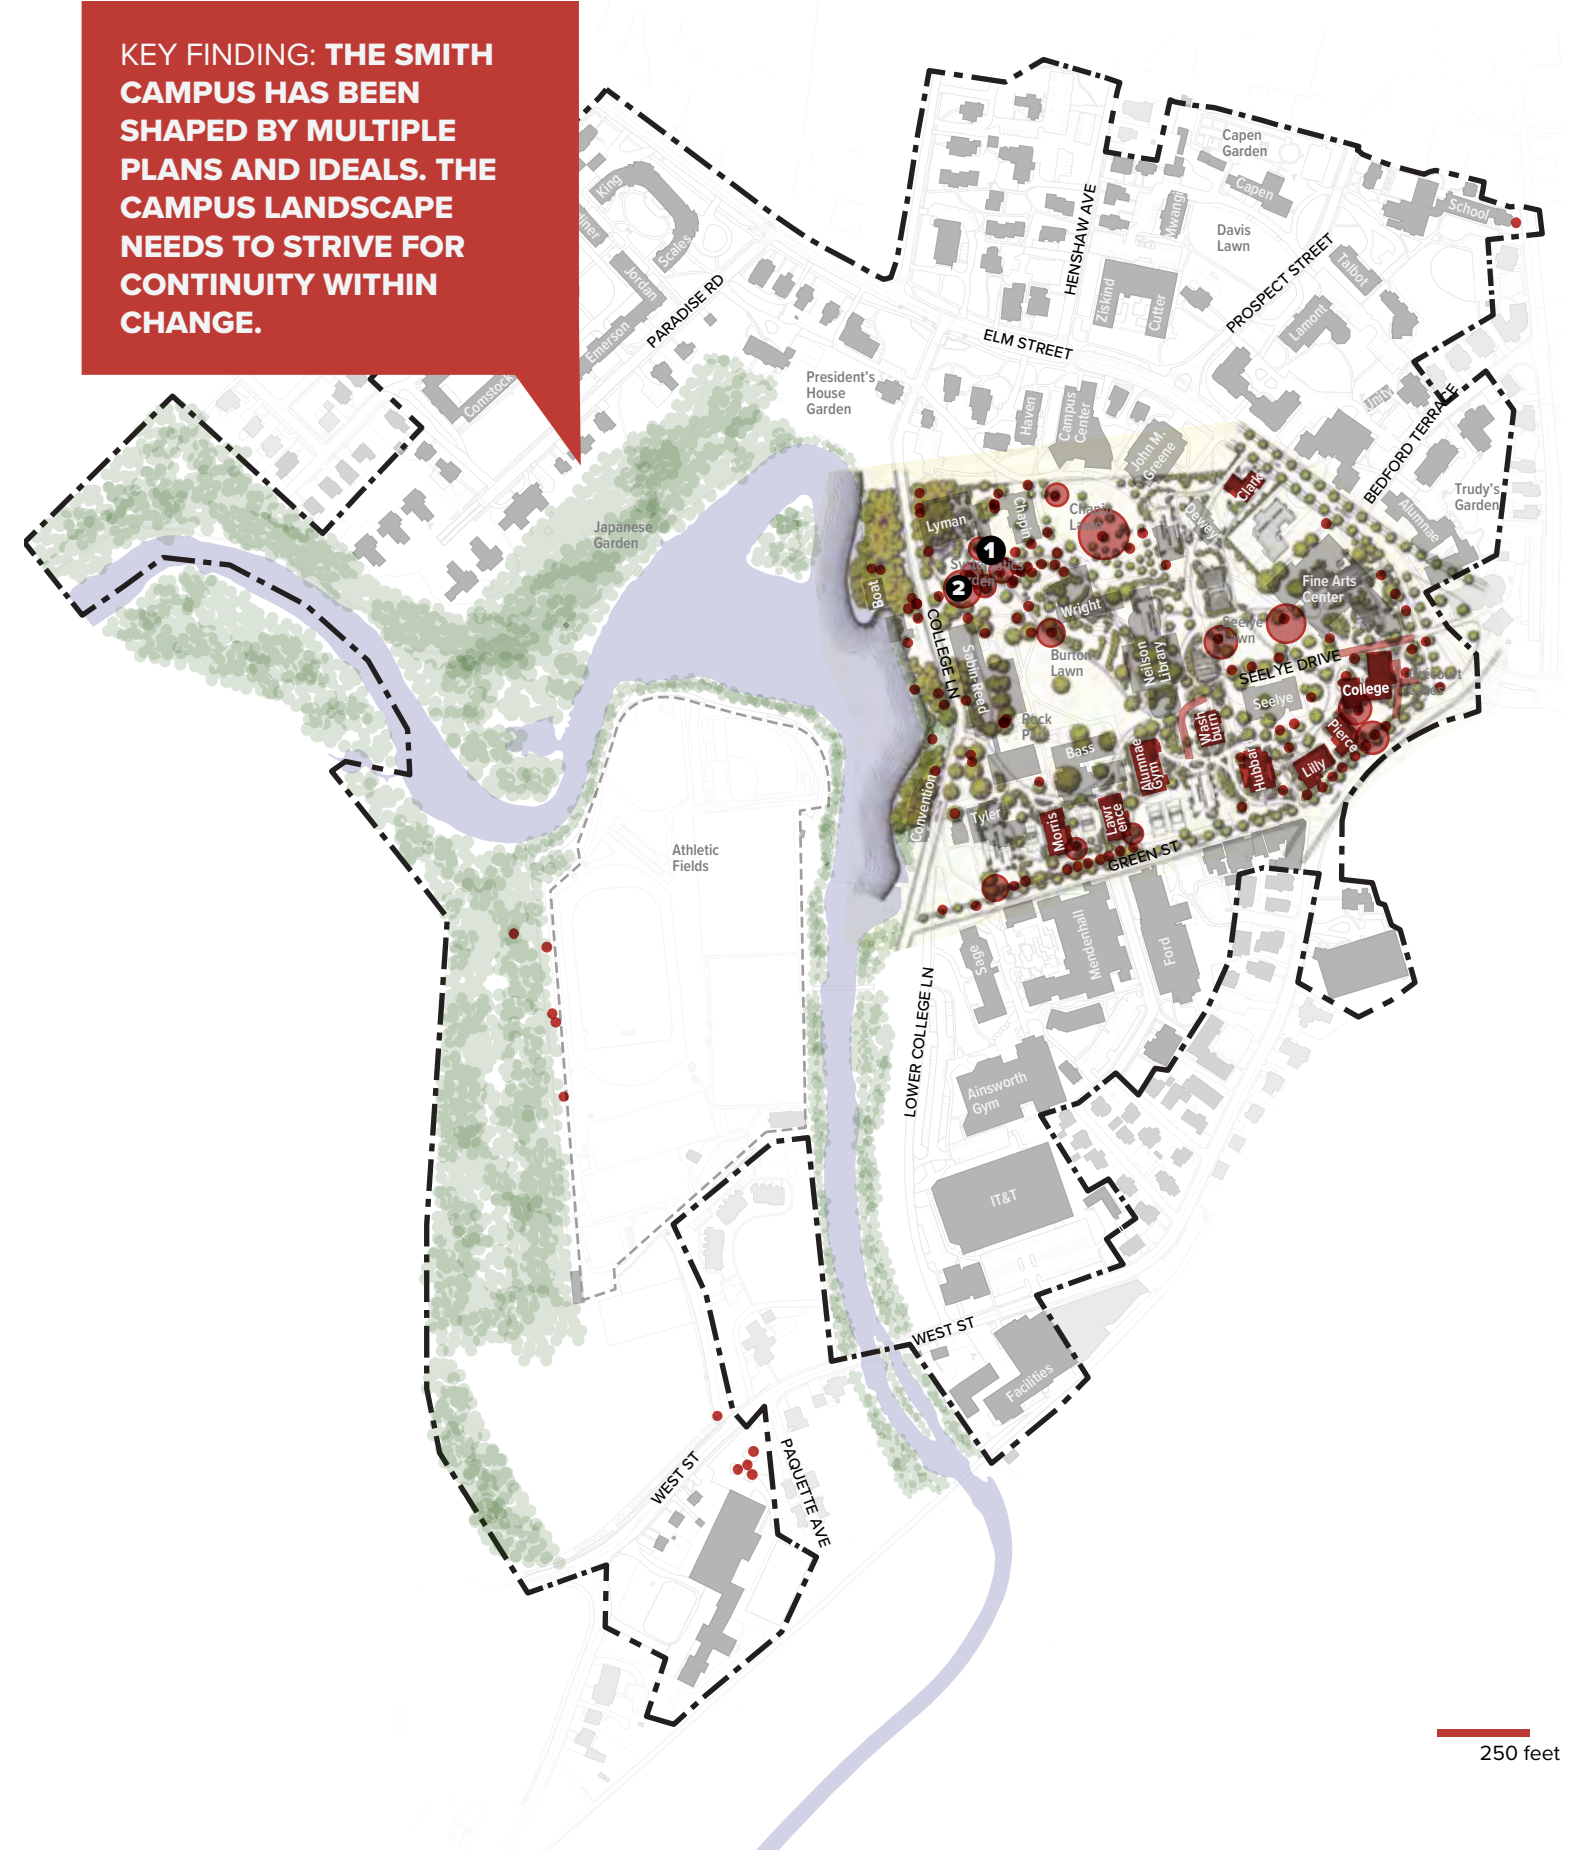 KEY FINDING: THE SMITH
CAMPUS HAS BEEN
SHAPED BY MULTIPLE
PLANS AND IDEALS. THE
CAMPUS LANDSCAPE
NEEDS TO STRIVE FOR
CONTINUITY WITHIN
CHANGE.
Capen
Garden
Capen
School
King
Scales
Jordan
Emerson
Comstock
PARADISE RD
HENSHAW AVE
Davis
Lawn
PROSPECT STREET
Talbot
Ziskind
Cutter
Lamont
ELM STREET
President's
House
Garden
Haven
Campus
Center
John M.
Greene
Unity
BEDFORD TERRACE
Trudy's
Garden
Alumnae
Clark
Japanese
Garden
Lyman
Chapin
Chapin
Dewey
1
2
Boat
Wright
Fine Arts
Center
COLLEGE LN
Sabin-Reed
Burton
Lawn
Neilson
Library
Seelye
SEELYE DRIVE
Seelye
College
Pierce
Wash
burn
Bass
Alumnae
Gym
Hubbard
Lilly
Convention
Tyler
Morris
Lawr
ence
GREEN ST
Athletic
Fields
Sage
Mendenhall
Ford
LOWER COLLEGE LN
Ainsworth
Gym
IT&T
WEST ST
Facilities
WEST ST
PAQUETTE AVE
250 feet